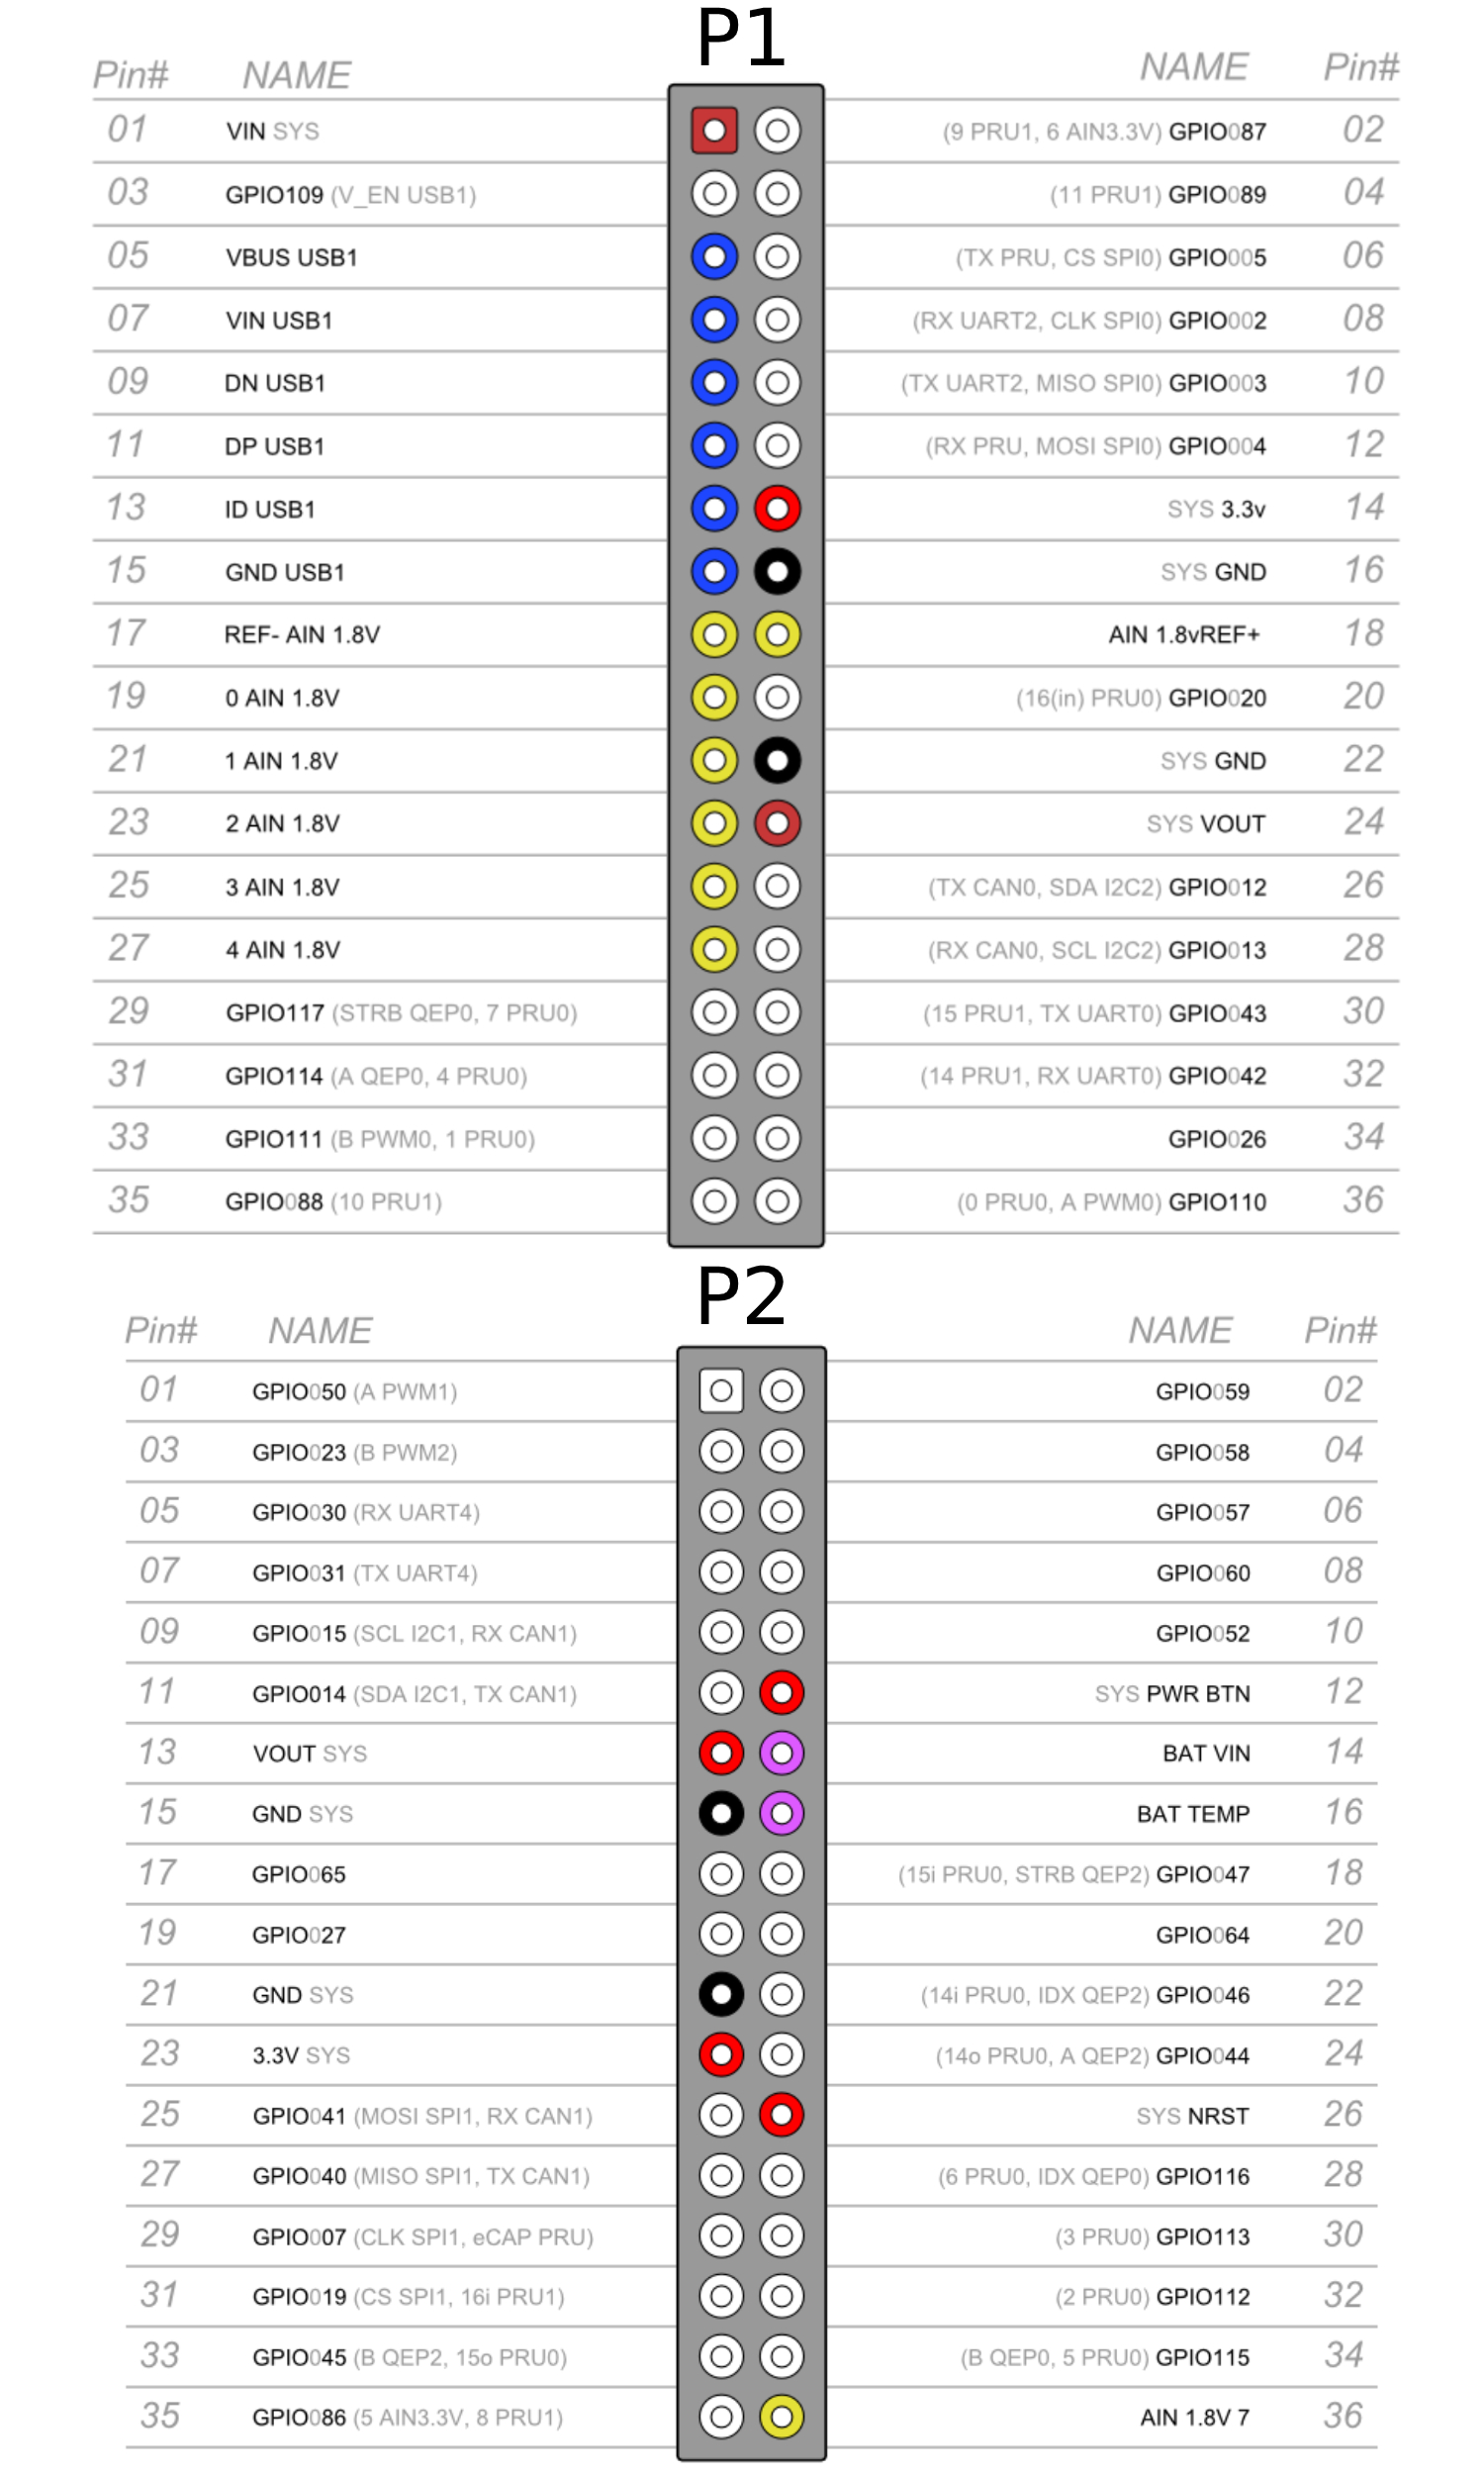 P1
Pin# NAME NAME Pin#
01 VIN SYS (9 PRU1, 6 AIN3.3V) GPIO087 02
03 GPIO109 (V_EN USB1) (11 PRU1) GPIO089 04
05 VBUS USB1 (TX PRU, CS SPI0) GPIO005 06
07 VIN USB1 (RX UART2, CLK SPI0) GPIO002 08
09 DN USB1 (TX UART2, MISO SPI0) GPIO003 10
11 DP USB1 (RX PRU, MOSI SPI0) GPIO004 12
13 ID USB1 SYS 3.3v 14
15 GND USB1 SYS GND 16
17 REF- AIN 1.8V AIN 1.8vREF+ 18
19 0 AIN 1.8V (16(in) PRU0) GPIO020 20
21 1 AIN 1.8V SYS GND 22
23 2 AIN 1.8V SYS VOUT 24
25 3 AIN 1.8V (TX CAN0, SDA I2C2) GPIO012 26
27 4 AIN 1.8V (RX CAN0, SCL I2C2) GPIO013 28
29 GPIO117 (STRB QEP0, 7 PRU0) (15 PRU1, TX UART0) GPIO043 30
31 GPIO114 (A QEP0, 4 PRU0) (14 PRU1, RX UART0) GPIO042 32
33 GPIO111 (B PWM0, 1 PRU0) GPIO026 34
35 GPIO088 (10 PRU1) (0 PRU0, A PWM0) GPIO110 36
P2
Pin# NAME NAME Pin#
01 GPIO050 (A PWM1) GPIO059 02
03 GPIO023 (B PWM2) GPIO058 04
05 GPIO030 (RX UART4) GPIO057 06
07 GPIO031 (TX UART4) GPIO060 08
09 GPIO015 (SCL I2C1, RX CAN1) GPIO052 10
11 GPIO014 (SDA I2C1, TX CAN1) SYS PWR BTN 12
13 VOUT SYS BAT VIN 14
15 GND SYS BAT TEMP 16
17 GPIO065 (15i PRU0, STRB QEP2) GPIO047 18
19 GPIO027 GPIO064 20
21 GND SYS (14i PRU0, IDX QEP2) GPIO046 22
23 3.3V SYS (14o PRU0, A QEP2) GPIO044 24
25 GPIO041 (MOSI SPI1, RX CAN1) SYS NRST 26
27 GPIO040 (MISO SPI1, TX CAN1) (6 PRU0, IDX QEP0) GPIO116 28
29 GPIO007 (CLK SPI1, eCAP PRU) (3 PRU0) GPIO113 30
31 GPIO019 (CS SPI1, 16i PRU1) (2 PRU0) GPIO112 32
33 GPIO045 (B QEP2, 15o PRU0) (B QEP0, 5 PRU0) GPIO115 34
35 GPIO086 (5 AIN3.3V, 8 PRU1) AIN 1.8V 7 36